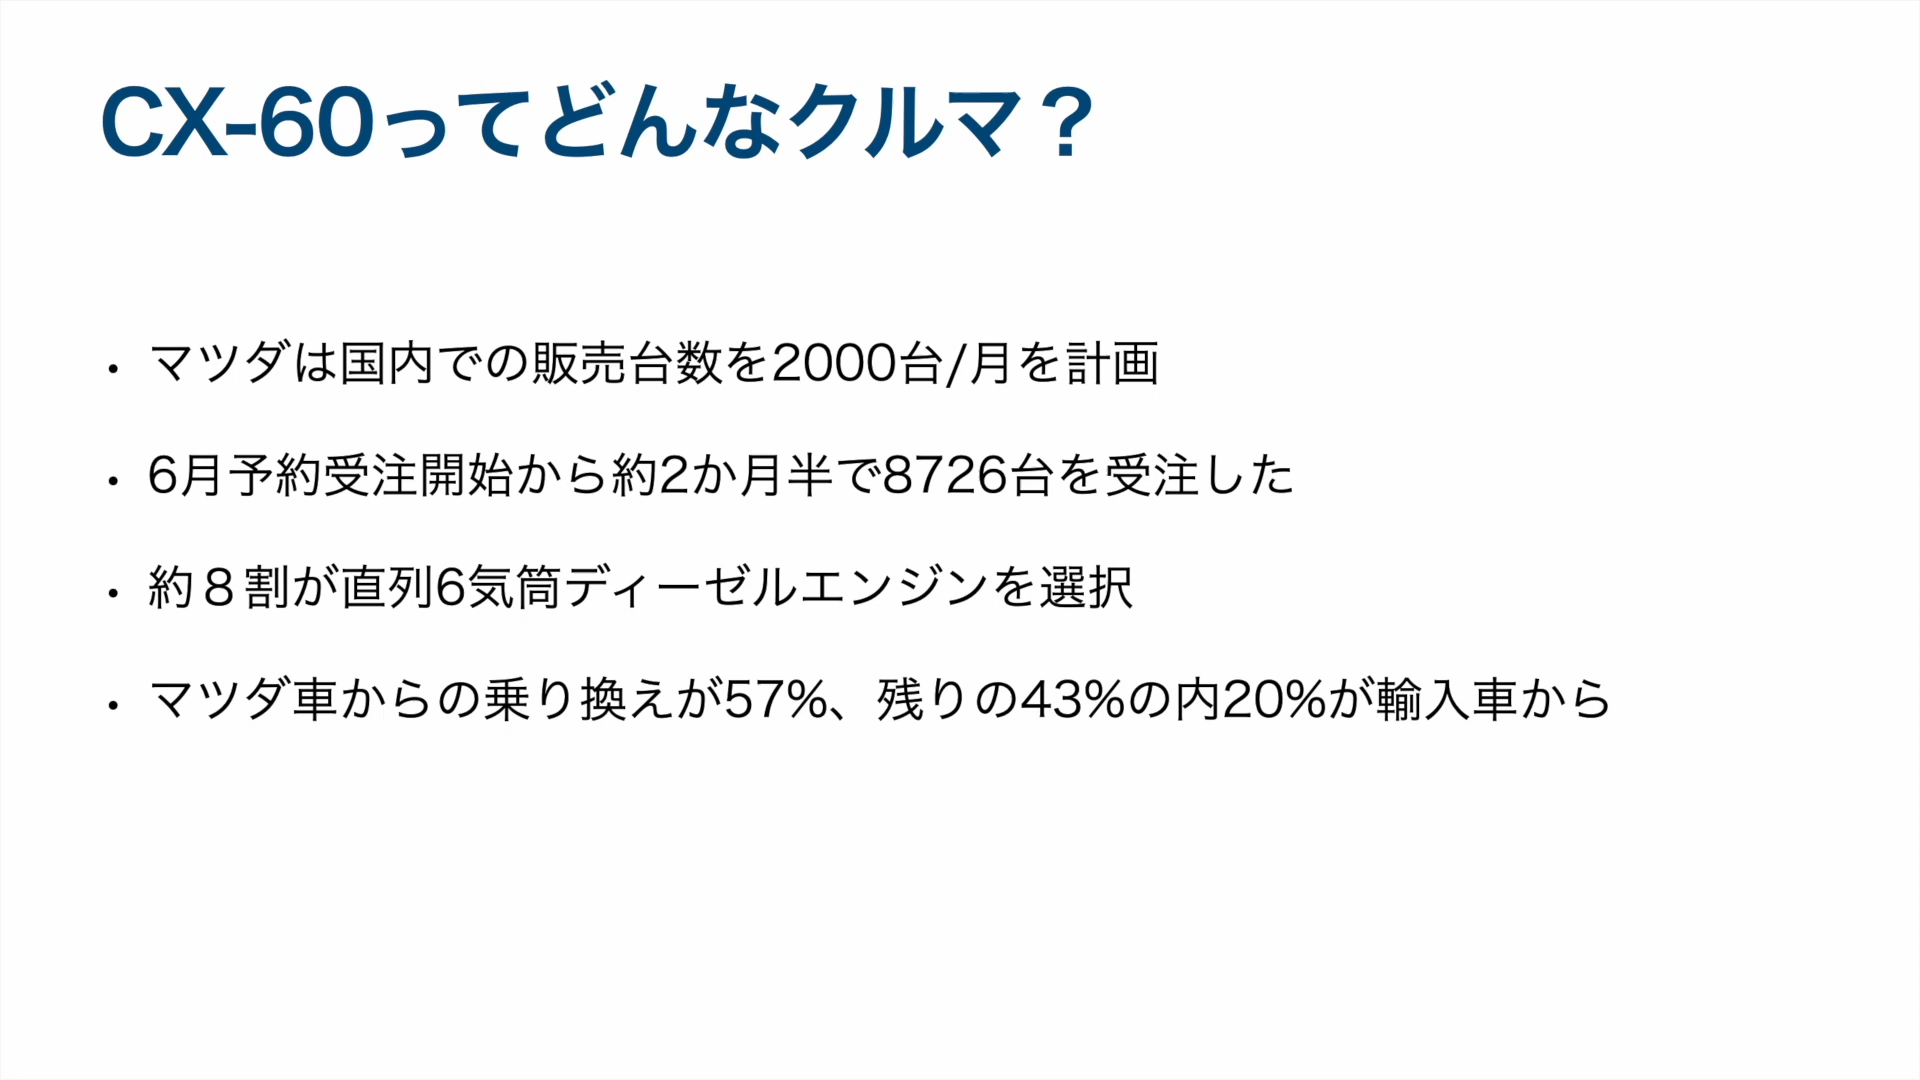 CX-60ってどんなクルマ？
・マツダは国内での販売台数を2000台/月を計画
・6月予約受注開始から約2か月半で8726台を受注した
・約８割が直列6気筒ディーゼルエンジンを選択
・マツダ車からの乗り換えが57%、残りの43%の内20%が輸入車から